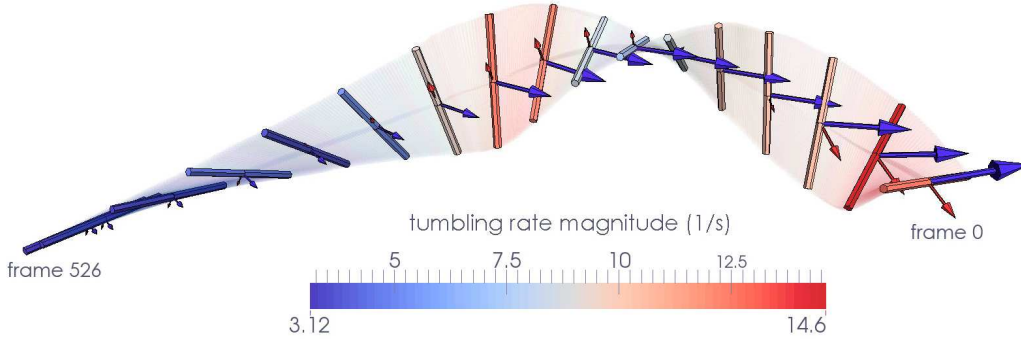 tumbling rate magnitude (1/s)
frame 0
frame 526
5 7.5 10 12.5
3.12 14.6